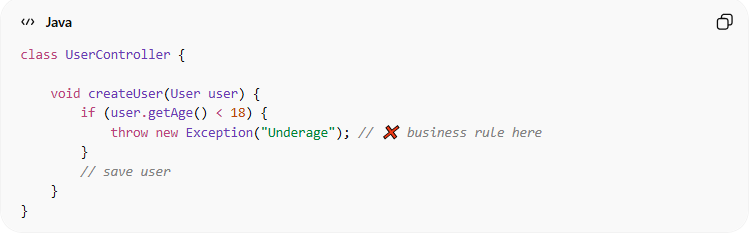 </> Java
class UserController {
void createUser(User user) {
if (user.getAge() < 18) {
throw new Exception("Underage"); // ❌ business rule here
}
// save user
}
}